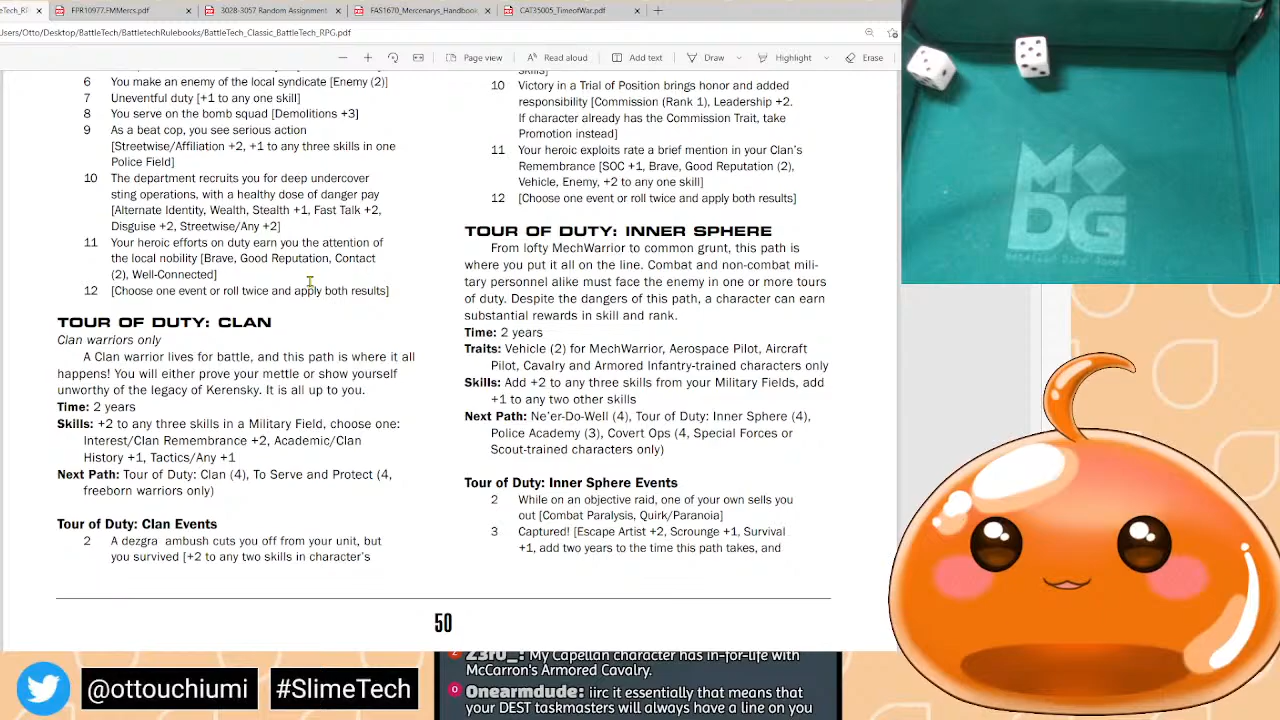 FPR10977.FMMercs.pdf
3028-3057 Random Assignment
FAS1670_Mercenarys_Handbook
CAT35005_TimeofWar.pdf
Users/Otto/Desktop/BattleTech/BattletechRulebooks/BattleTech_Classic_BattleTech_RPG.pdf
Page view
Read aloud
Add text
Draw
Highlight
Erase
6 You make an enemy of the local syndicate [Enemy (2)]
7 Uneventful duty [+1 to any one skill]
8 You serve on the bomb squad [Demolitions +3]
9 As a beat cop, you see serious action
[Streetwise/Affiliation +2, +1 to any three skills in one
Police Field]
10 The department recruits you for deep undercover
sting operations, with a healthy dose of danger pay
[Alternate Identity, Wealth, Stealth +1, Fast Talk +2,
Disguise +2, Streetwise/Any +2]
11 Your heroic efforts on duty earn you the attention of
the local nobility [Brave, Good Reputation, Contact
(2), Well-Connected]
12 [Choose one event or roll twice and apply both results]
TOUR OF DUTY: CLAN
Clan warriors only
A Clan warrior lives for battle, and this path is where it all
happens! You will either prove your mettle or show yourself
unworthy of the legacy of Kerensky. It is all up to you.
Time: 2 years
Skills: +2 to any three skills in a Military Field, choose one:
Interest/Clan Remembrance +2, Academic/Clan
History +1, Tactics/Any +1
Next Path: Tour of Duty: Clan (4), To Serve and Protect (4,
freeborn warriors only)
Tour of Duty: Clan Events
2 A dezgra ambush cuts you off from your unit, but
you survived [+2 to any two skills in character's
10 Victory in a Trial of Position brings honor and added
responsibility [Commission (Rank 1), Leadership +2.
If character already has the Commission Trait, take
Promotion instead]
11 Your heroic exploits rate a brief mention in your Clan's
Remembrance [SOC +1, Brave, Good Reputation (2),
Vehicle, Enemy, +2 to any one skill]
12 [Choose one event or roll twice and apply both results]
TOUR OF DUTY: INNER SPHERE
From lofty MechWarrior to common grunt, this path is
where you put it all on the line. Combat and non-combat mili-
tary personnel alike must face the enemy in one or more tours
of duty. Despite the dangers of this path, a character can earn
substantial rewards in skill and rank.
Time: 2 years
Traits: Vehicle (2) for MechWarrior, Aerospace Pilot, Aircraft
Pilot, Cavalry and Armored Infantry-trained characters only
Skills: Add +2 to any three skills from your Military Fields, add
+1 to any two other skills
Next Path: Ne'er-Do-Well (4), Tour of Duty: Inner Sphere (4),
Police Academy (3), Covert Ops (4, Special Forces or
Scout-trained characters only)
Tour of Duty: Inner Sphere Events
2 While on an objective raid, one of your own sells you
out [Combat Paralysis, Quirk/Paranoia]
3 Captured! [Escape Artist +2, Scrounge +1, Survival
+1, add two years to the time this path takes, and
50
MDG
@ottouchiumi
#SlimeTech
Z3r0_: My Capellan character has in-for-life with
McCarron's Armored Cavalry.
Onearmdude: iirc it essentially that means that
your DEST taskmasters will always have a line on you